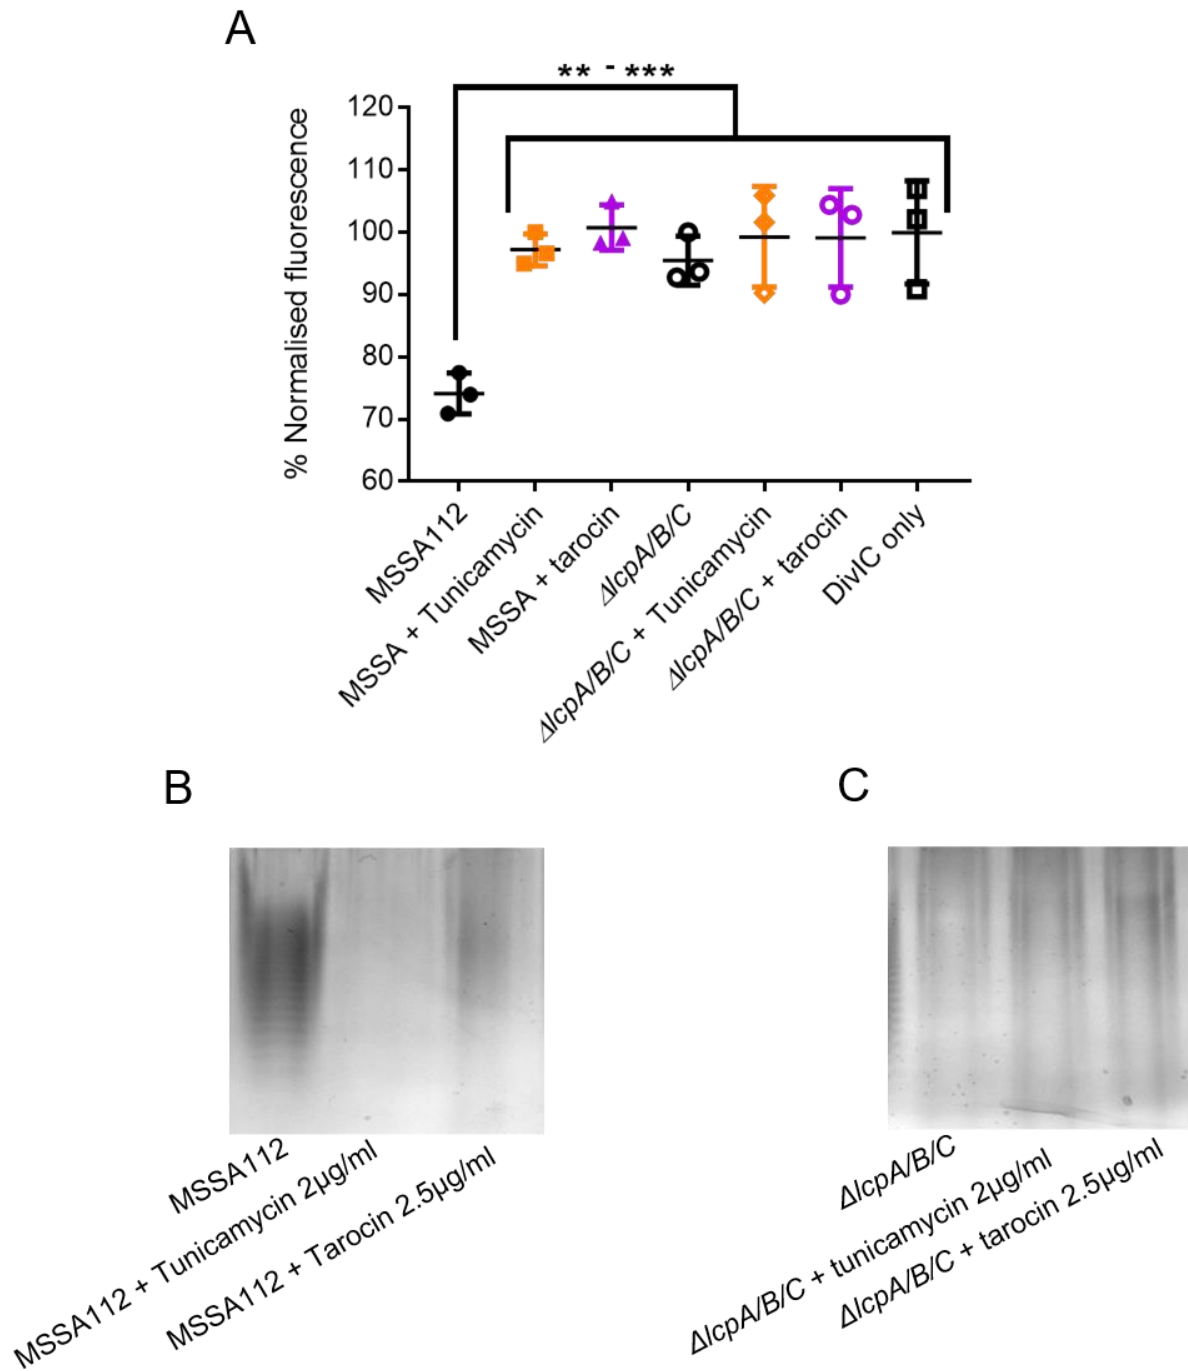 A
** - ***
% Normalised fluorescence
120
110
100
90
80
70
60
MSSA112
MSSA + Tunicamycin
MSSA + tarocin
ΔlcpA/B/C
ΔlcpA/B/C + Tunicamycin
ΔlcpA/B/C + tarocin
DivIC only
B
MSSA112
MSSA112 + Tunicamycin 2µg/ml
MSSA112 + Tarocin 2.5µg/ml
C
ΔlcpA/B/C
ΔlcpA/B/C + tunicamycin 2µg/ml
ΔlcpA/B/C + tarocin 2.5µg/ml